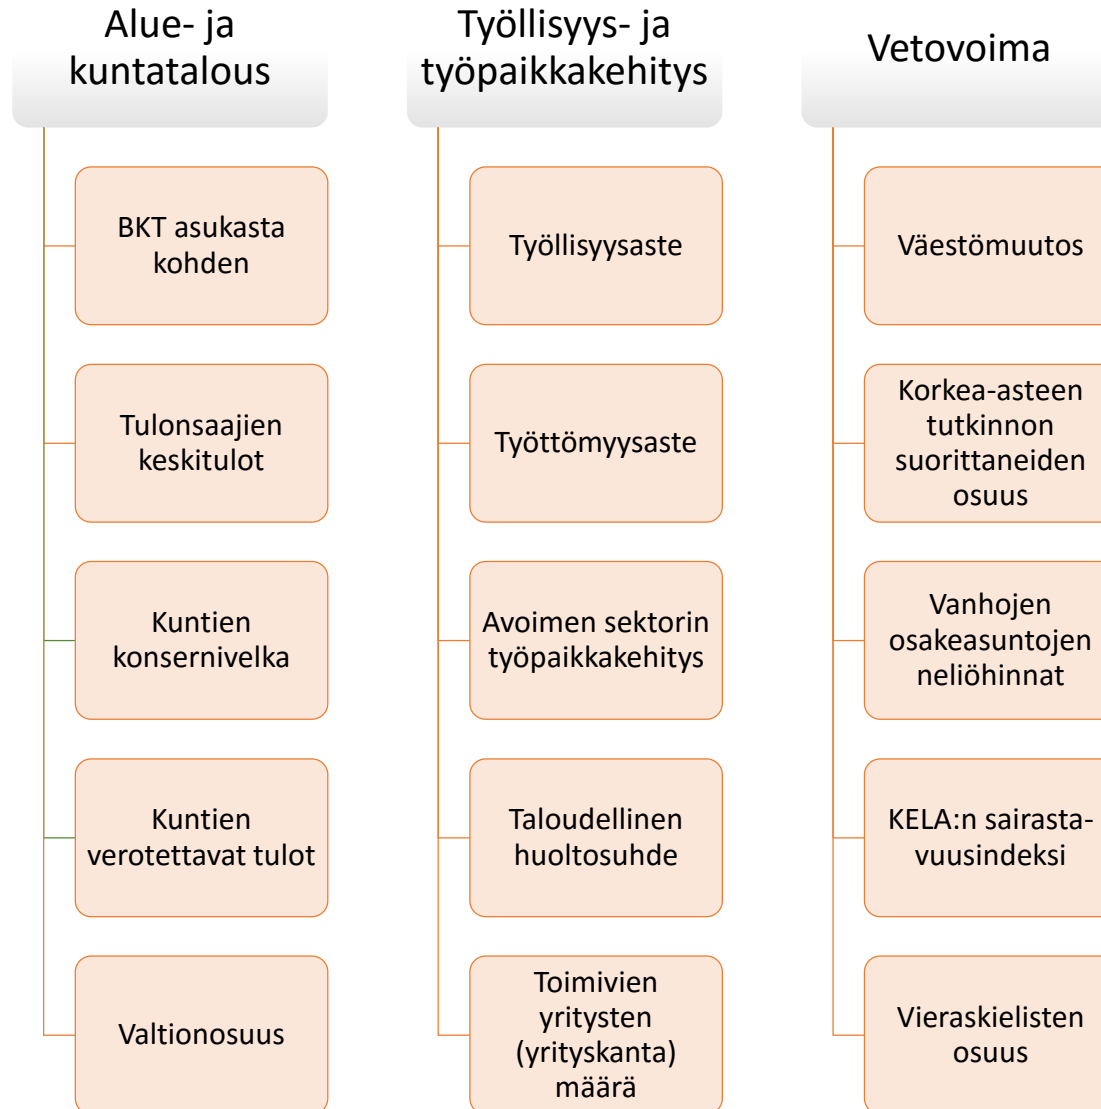 Alue- ja
kuntatalous
BKT asukasta
kohden
Tulonsaajien
keskitulot
Kuntien
konsernivelka
Kuntien
verotettavat tulot
Valtionosuus
Työllisyys- ja
työpaikkakehitys
Työllisyysaste
Työttömyysaste
Avoimen sektorin
työpaikkakehitys
Taloudellinen
huoltosuhde
Toimivien
yritysten
(yrityskanta)
määrä
Vetovoima
Väestömuutos
Korkea-asteen
tutkinnon
suorittaneiden
osuus
Vanhojen
osakeasuntojen
neliöhinnat
KELA:n sairasta-
vuusindeksi
Vieraskielisten
osuus